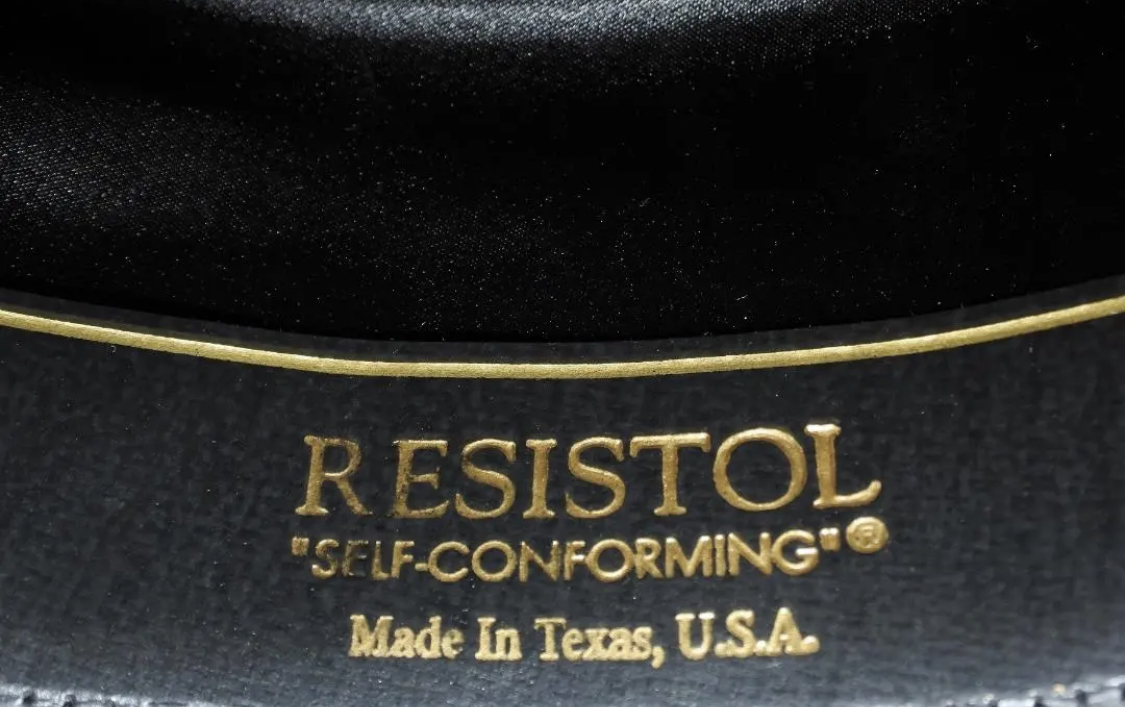 RESISTOL
"SELF-CONFORMING"®
Made In Texas, U.S.A.